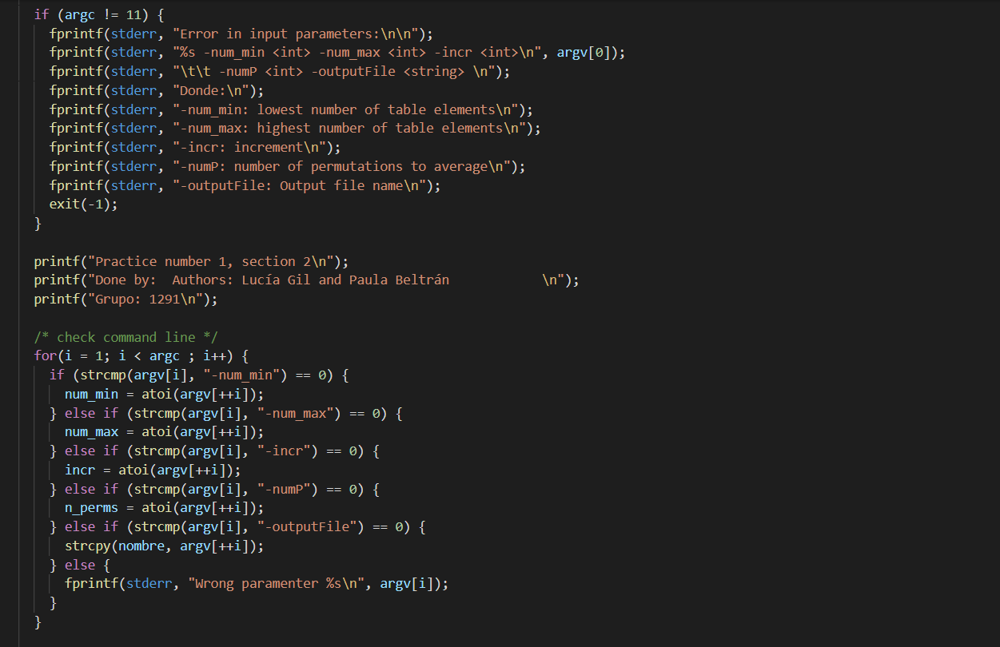 if (argc != 11) {
  fprintf(stderr, "Error in input parameters:\n\n");
  fprintf(stderr, "%s -num_min <int> -num_max <int> -incr <int>\n", argv[0]);
  fprintf(stderr, "\t\t -numP <int> -outputFile <string> \n");
  fprintf(stderr, "Donde:\n");
  fprintf(stderr, "-num_min: lowest number of table elements\n");
  fprintf(stderr, "-num_max: highest number of table elements\n");
  fprintf(stderr, "-incr: increment\n");
  fprintf(stderr, "-numP: number of permutations to average\n");
  fprintf(stderr, "-outputFile: Output file name\n");
  exit(-1);
}

printf("Practice number 1, section 2\n");
printf("Done by:  Authors: Lucía Gil and Paula Beltrán            \n");
printf("Grupo: 1291\n");

/* check command line */
for(i = 1; i < argc ; i++) {
  if (strcmp(argv[i], "-num_min") == 0) {
    num_min = atoi(argv[++i]);
  } else if (strcmp(argv[i], "-num_max") == 0) {
    num_max = atoi(argv[++i]);
  } else if (strcmp(argv[i], "-incr") == 0) {
    incr = atoi(argv[++i]);
  } else if (strcmp(argv[i], "-numP") == 0) {
    n_perms = atoi(argv[++i]);
  } else if (strcmp(argv[i], "-outputFile") == 0) {
    strcpy(nombre, argv[++i]);
  } else {
    fprintf(stderr, "Wrong paramenter %s\n", argv[i]);
  }
}